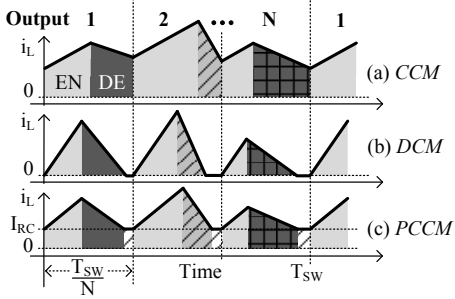 Output 1 2 ... N 1
i_L
EN DE
0
(a) CCM
i_L
0
(b) DCM
i_L
I_RC
0
(c) PCCM
T_SW
N
Time
T_SW